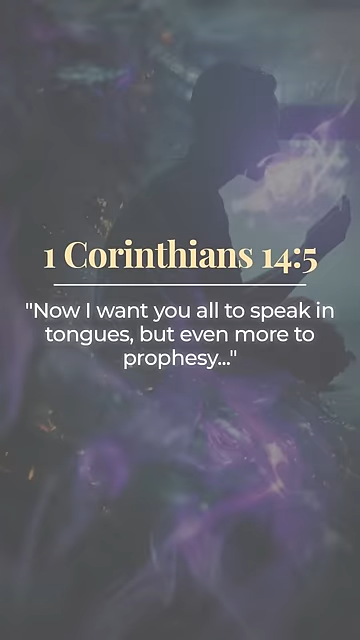 1 Corinthians 14:5
"Now I want you all to speak in
tongues, but even more to
prophesy..."